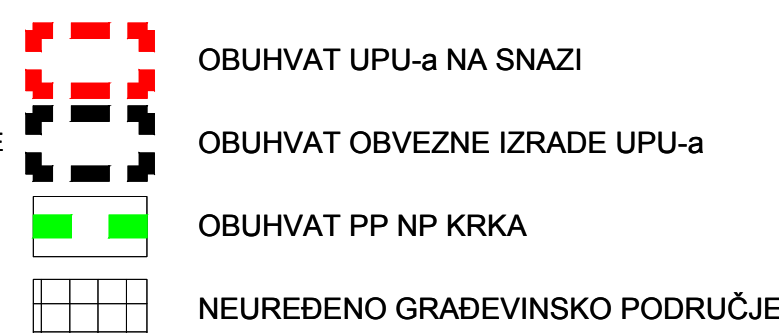 OBUHVAT UPU-a NA SNAZI
E
OBUHVAT OBVEZNE IZRADE UPU-a
OBUHVAT PP NP KRKA
NEUREĐENO GRAĐEVINSKO PODRUČJE